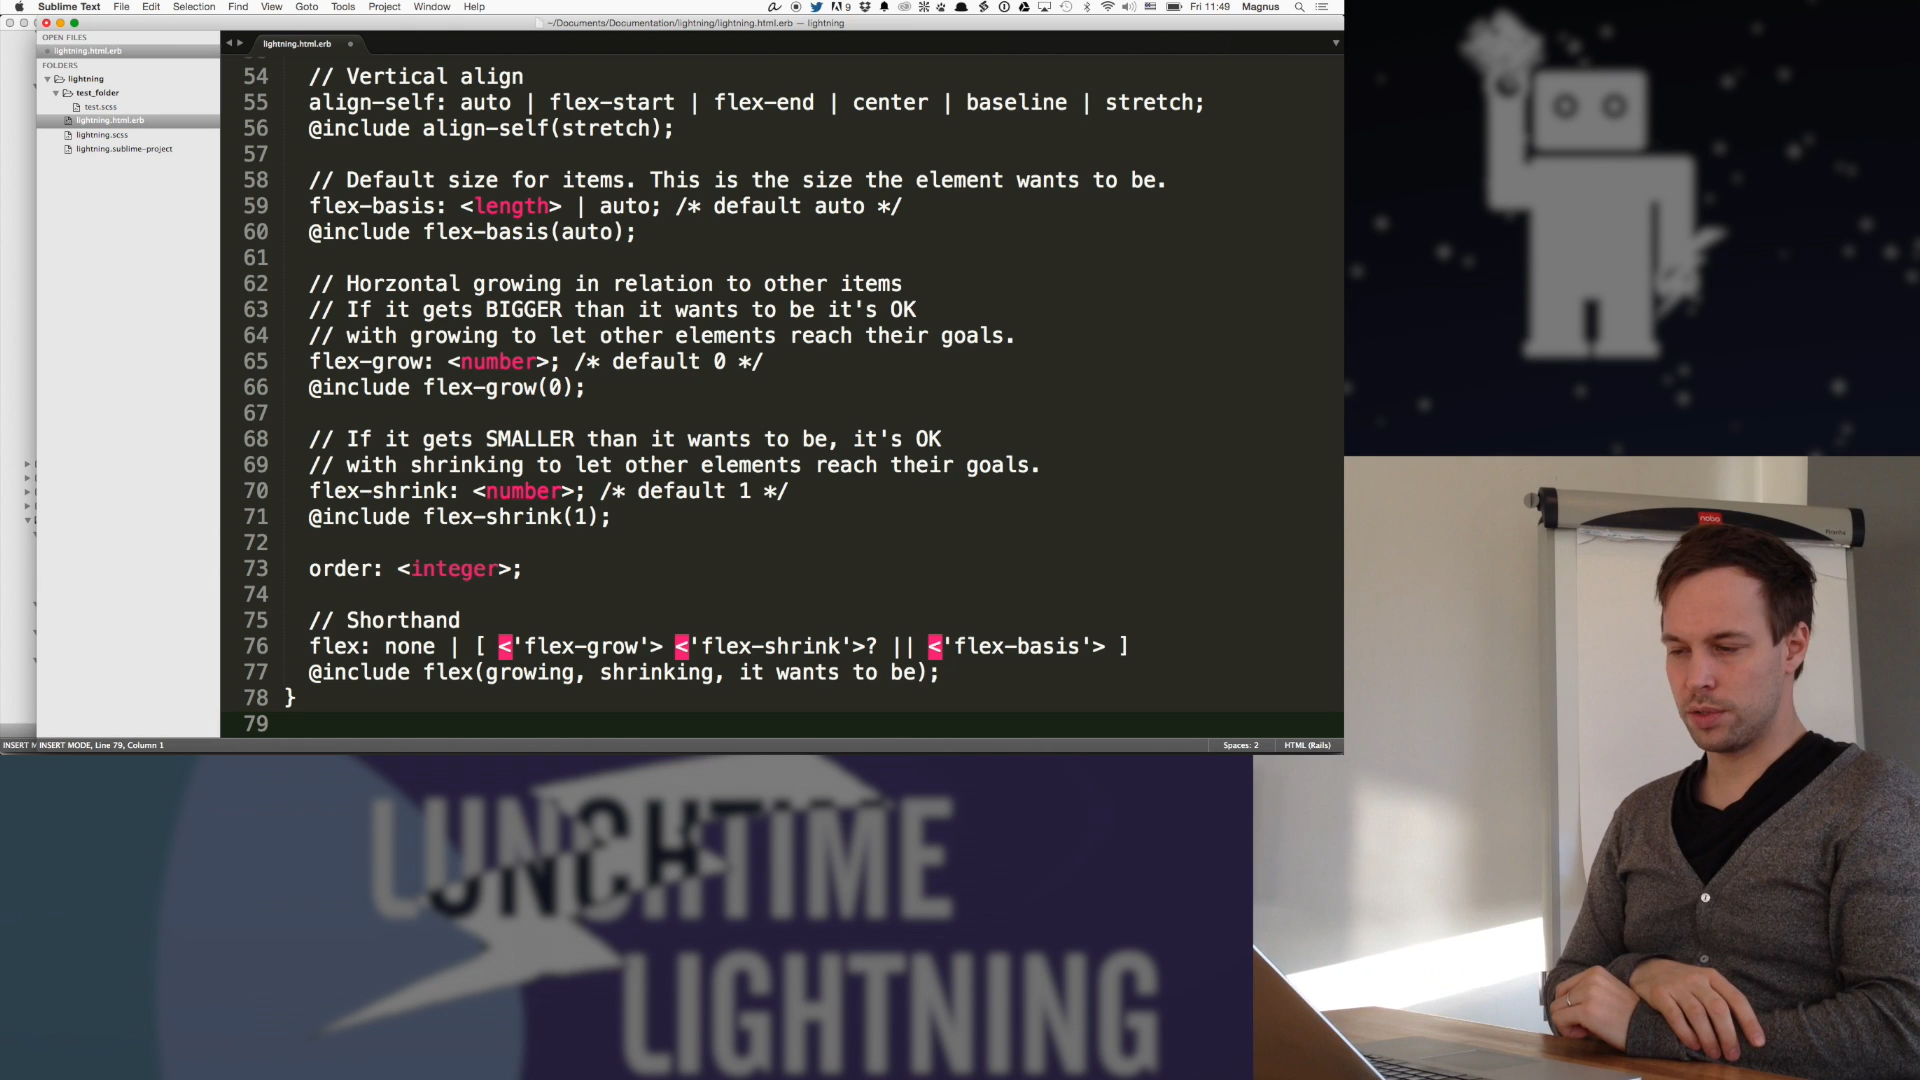 Sublime Text File Edit Selection Find View Goto Tools Project Window Help
9 Fri 11:49 Magnus
~/Documents/Documentation/lightning/lightning.html.erb — lightning
OPEN FILES
lightning.html.erb
FOLDERS
lightning
test_folder
test.scss
lightning.html.erb
lightning.scss
lightning.sublime-project
lightning.html.erb
54 // Vertical align
55 align-self: auto | flex-start | flex-end | center | baseline | stretch;
56 @include align-self(stretch);
57
58 // Default size for items. This is the size the element wants to be.
59 flex-basis: <length> | auto; /* default auto */
60 @include flex-basis(auto);
61
62 // Horzontal growing in relation to other items
63 // If it gets BIGGER than it wants to be it's OK
64 // with growing to let other elements reach their goals.
65 flex-grow: <number>; /* default 0 */
66 @include flex-grow(0);
67
68 // If it gets SMALLER than it wants to be, it's OK
69 // with shrinking to let other elements reach their goals.
70 flex-shrink: <number>; /* default 1 */
71 @include flex-shrink(1);
72
73 order: <integer>;
74
75 // Shorthand
76 flex: none | [ <'flex-grow'> <'flex-shrink'>? || <'flex-basis'> ]
77 @include flex(growing, shrinking, it wants to be);
78 }
79
INSERT M INSERT MODE, Line 79, Column 1
Spaces: 2 HTML (Rails)
nobo
Piranha
LUNCHTIME
LIGHTNING